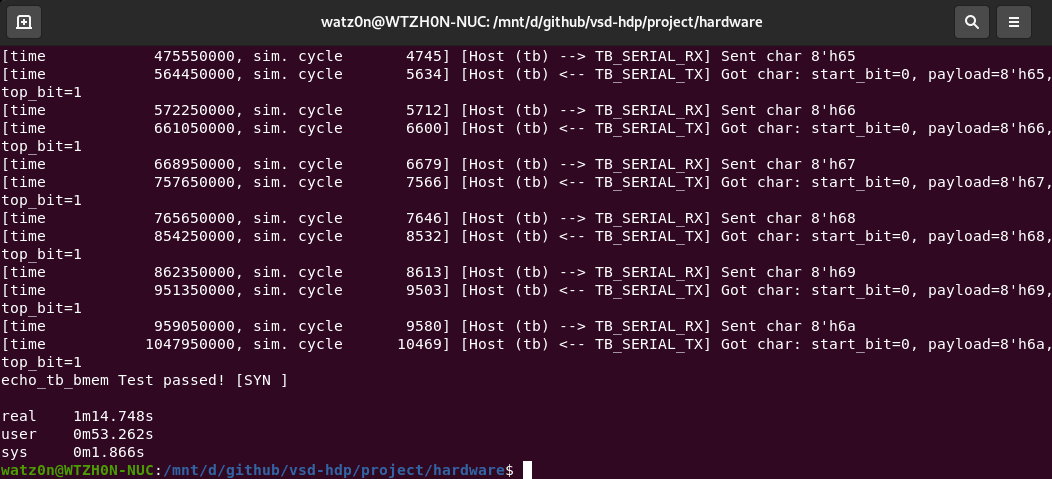 watz0n@WTZH0N-NUC: /mnt/d/github/vsd-hdp/project/hardware
[time            475550000, sim. cycle       4745] [Host (tb) --> TB_SERIAL_RX] Sent char 8'h65
[time            564450000, sim. cycle       5634] [Host (tb) <-- TB_SERIAL_TX] Got char: start_bit=0, payload=8'h65, 
top_bit=1
[time            572250000, sim. cycle       5712] [Host (tb) --> TB_SERIAL_RX] Sent char 8'h66
[time            661050000, sim. cycle       6600] [Host (tb) <-- TB_SERIAL_TX] Got char: start_bit=0, payload=8'h66, 
top_bit=1
[time            668950000, sim. cycle       6679] [Host (tb) --> TB_SERIAL_RX] Sent char 8'h67
[time            757650000, sim. cycle       7566] [Host (tb) <-- TB_SERIAL_TX] Got char: start_bit=0, payload=8'h67, 
top_bit=1
[time            765650000, sim. cycle       7646] [Host (tb) --> TB_SERIAL_RX] Sent char 8'h68
[time            854250000, sim. cycle       8532] [Host (tb) <-- TB_SERIAL_TX] Got char: start_bit=0, payload=8'h68, 
top_bit=1
[time            862350000, sim. cycle       8613] [Host (tb) --> TB_SERIAL_RX] Sent char 8'h69
[time            951350000, sim. cycle       9503] [Host (tb) <-- TB_SERIAL_TX] Got char: start_bit=0, payload=8'h69, 
top_bit=1
[time            959050000, sim. cycle       9580] [Host (tb) --> TB_SERIAL_RX] Sent char 8'h6a
[time           1047950000, sim. cycle      10469] [Host (tb) <-- TB_SERIAL_TX] Got char: start_bit=0, payload=8'h6a, 
top_bit=1
echo_tb_bmem Test passed! [SYN ]
real    1m14.748s
user    0m53.262s
sys     0m1.866s
watz0n@WTZH0N-NUC:/mnt/d/github/vsd-hdp/project/hardware$